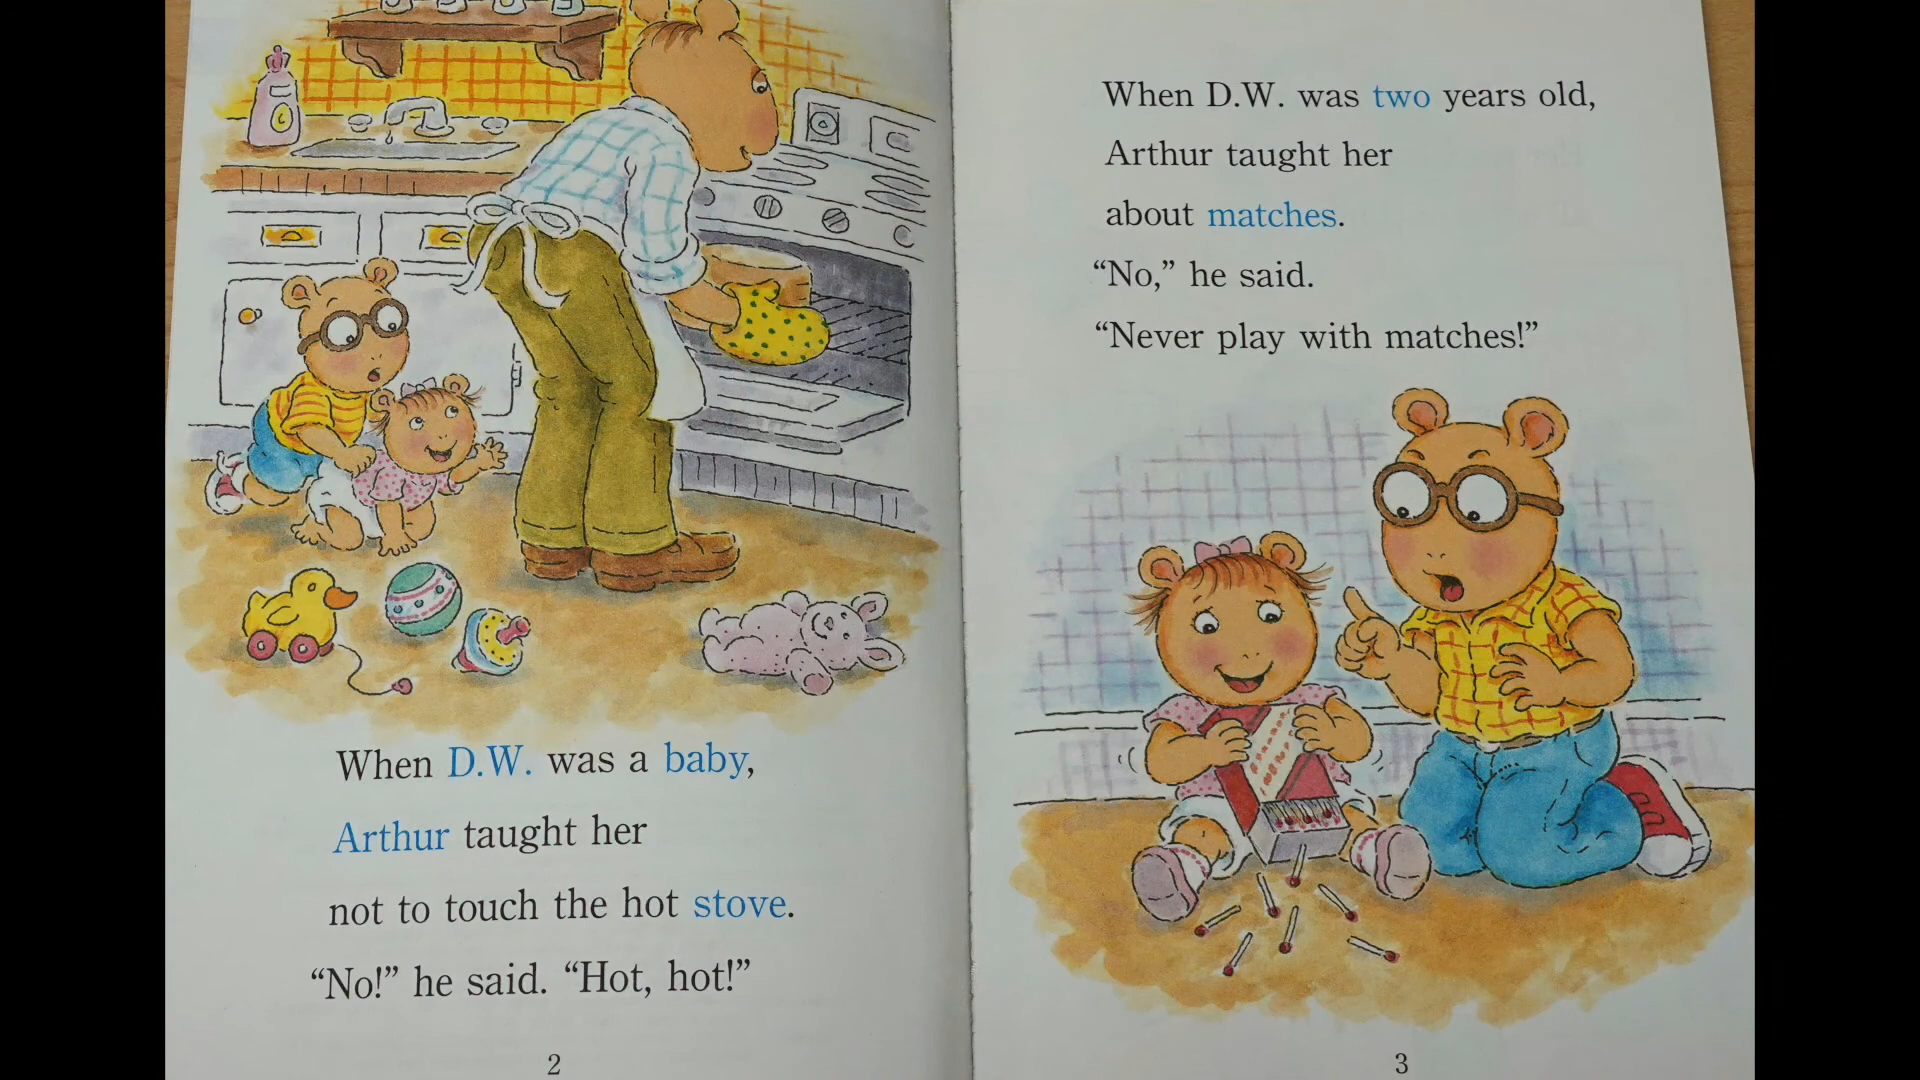 When D.W. was a baby,
Arthur taught her
not to touch the hot stove.
“No!” he said. “Hot, hot!”
2
When D.W. was two years old,
Arthur taught her
about matches.
“No,” he said.
“Never play with matches!”
3